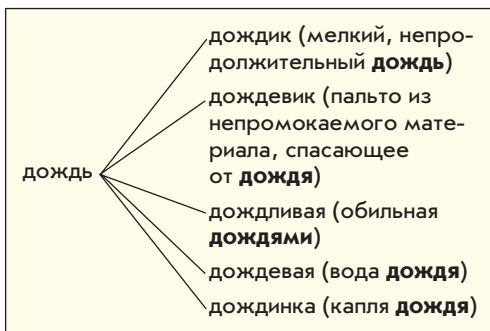 дождик (мелкий, непро-
должительный дождь)
дождевик (пальто из
непромокаемого мате-
риала, спасающее
от дождя)
дождь
дождливая (обильная
дождями)
дождевая (вода дождя)
дождинка (капля дождя)